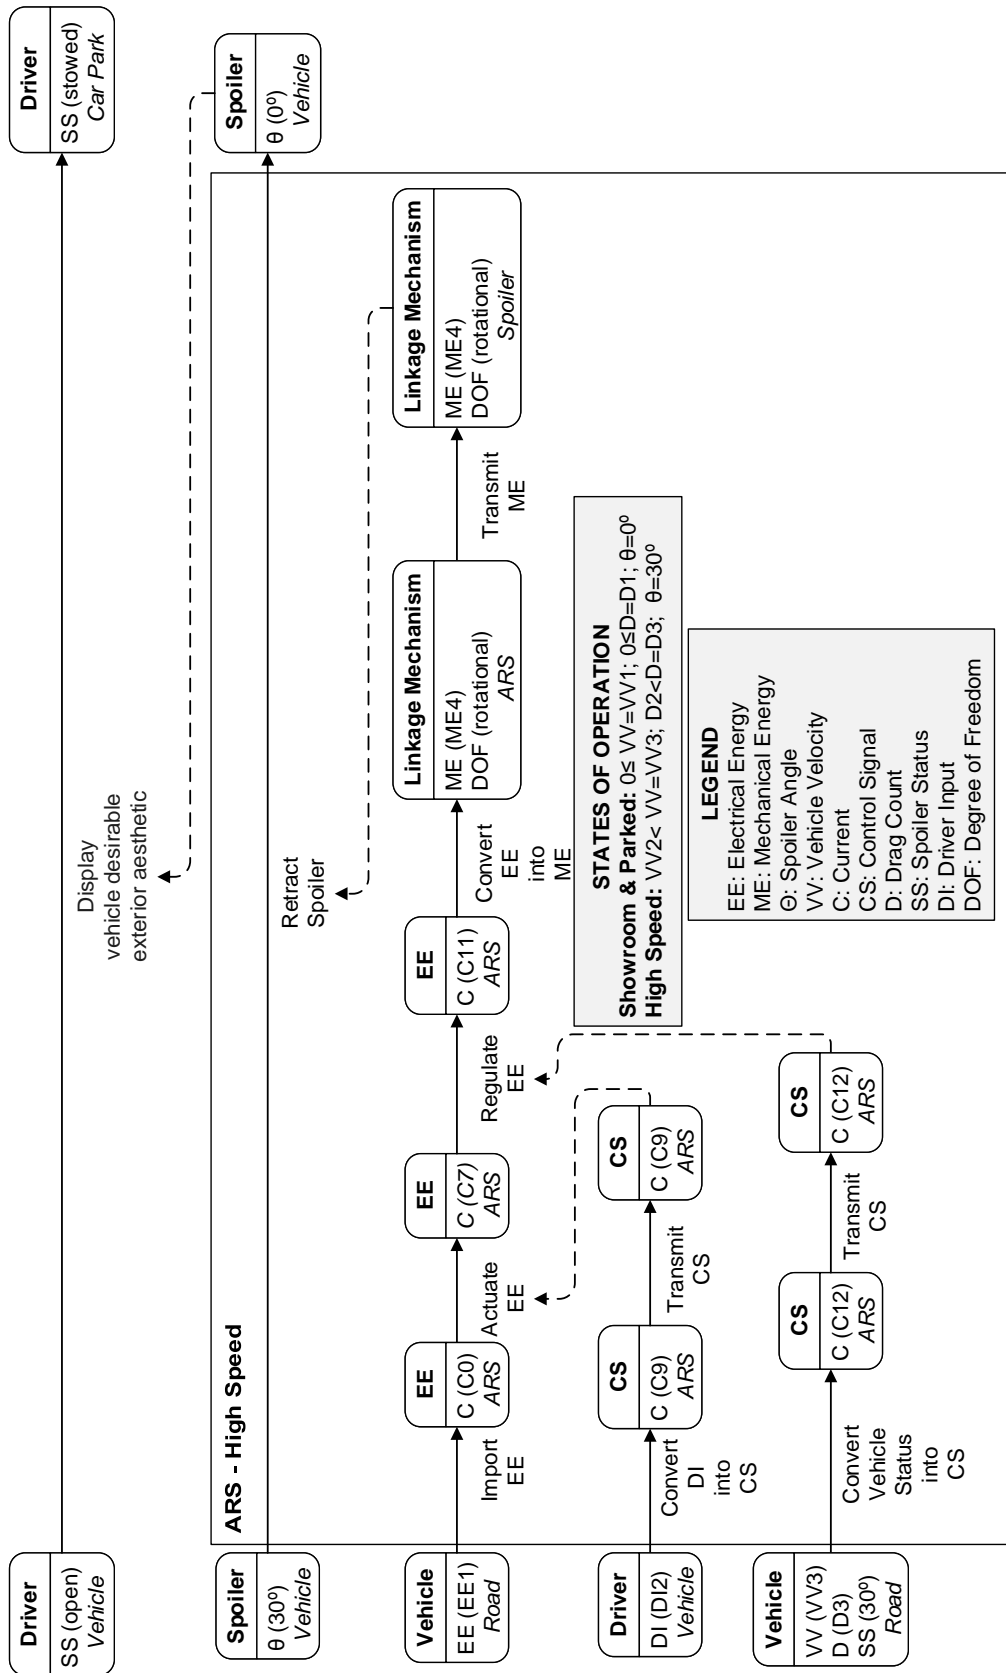 Driver
SS (open)
Vehicle
Driver
SS (stowed)
Car Park
Display
vehicle desirable
exterior aesthetic
Spoiler
θ (30º)
Vehicle
Spoiler
θ (0º)
Vehicle
ARS - High Speed
Retract
Spoiler
Vehicle
EE (EE1)
Road
Import
EE
EE
C (C0)
ARS
Actuate
EE
EE
C (C7)
ARS
Regulate
EE
EE
C (C11)
ARS
Convert
EE
into
ME
Linkage Mechanism
ME (ME4)
DOF (rotational)
ARS
Transmit
ME
Linkage Mechanism
ME (ME4)
DOF (rotational)
Spoiler
Driver
DI (DI2)
Vehicle
Convert
DI
into
CS
CS
C (C9)
ARS
Transmit
CS
CS
C (C9)
ARS
Vehicle
VV (VV3)
D (D3)
SS (30º)
Road
Convert
Vehicle
Status
into
CS
CS
C (C12)
ARS
Transmit
CS
CS
C (C12)
ARS
STATES OF OPERATION
Showroom & Parked: 0≤ VV=VV1; 0≤D=D1; θ=0º
High Speed: VV2< VV=VV3; D2<D=D3; θ=30º
LEGEND
EE: Electrical Energy
ME: Mechanical Energy
Θ: Spoiler Angle
VV: Vehicle Velocity
C: Current
CS: Control Signal
D: Drag Count
SS: Spoiler Status
DI: Driver Input
DOF: Degree of Freedom